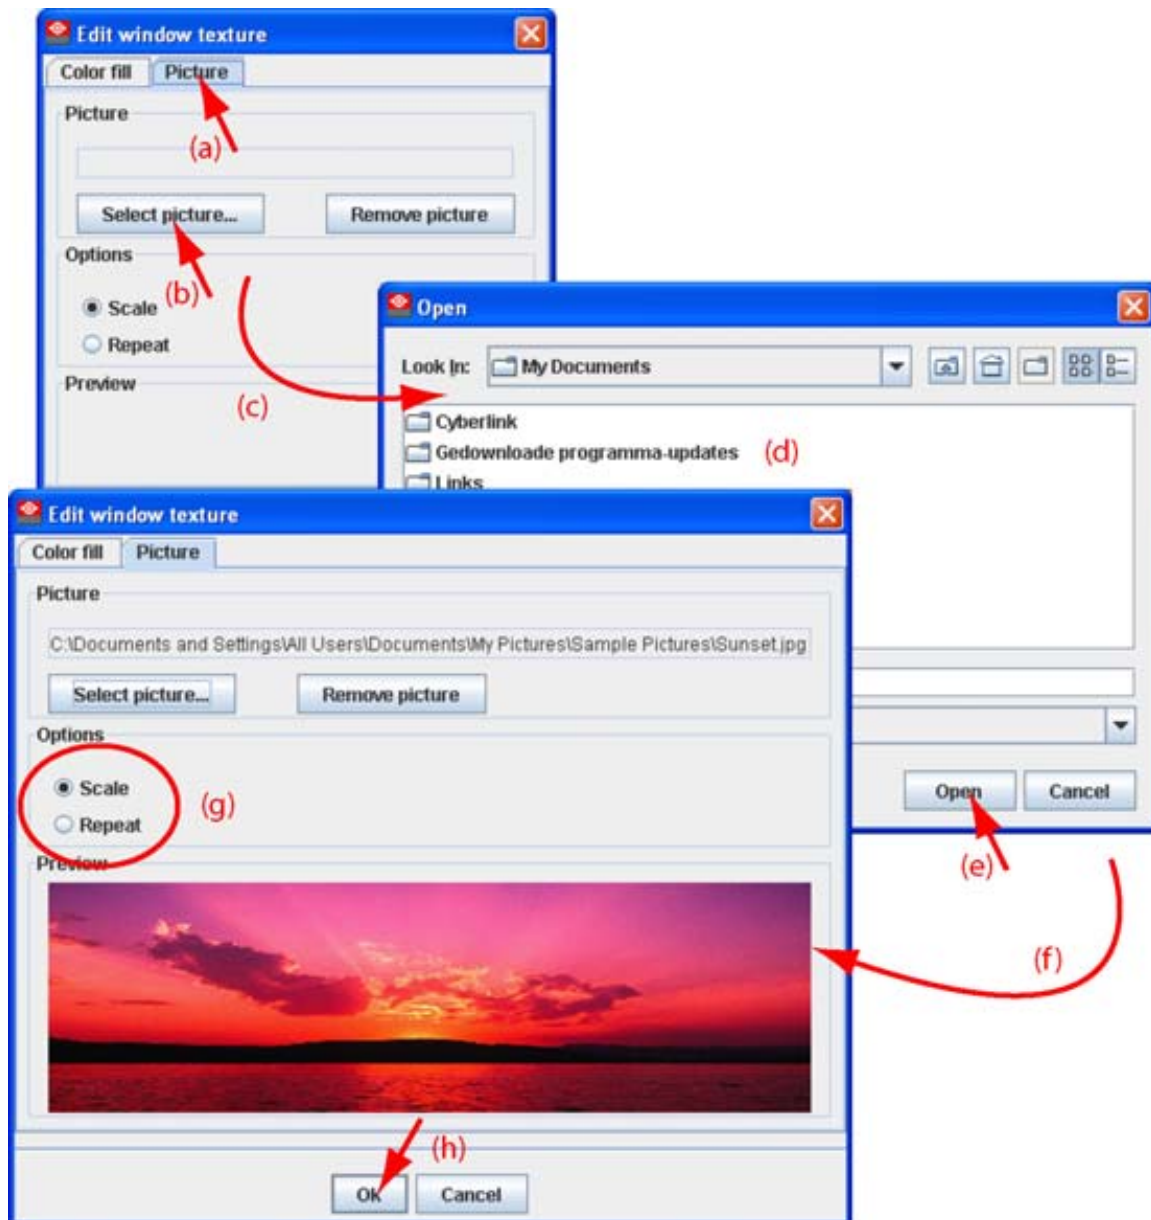 Edit window texture
Color fill Picture
Picture
(a)
Select picture... Remove picture
Options
(b)
Scale
Repeat
Preview
(c)
Open
Look In: My Documents
Cyberlink
Gedownloade programma-updates (d)
Links
Edit window texture
Color fill Picture
Picture
C:\Documents and Settings\All Users\Documents\My Pictures\Sample Pictures\Sunset.jpg
Select picture... Remove picture
Options
Scale
(g)
Repeat
Open Cancel
(e)
Preview
(f)
(h)
Ok Cancel